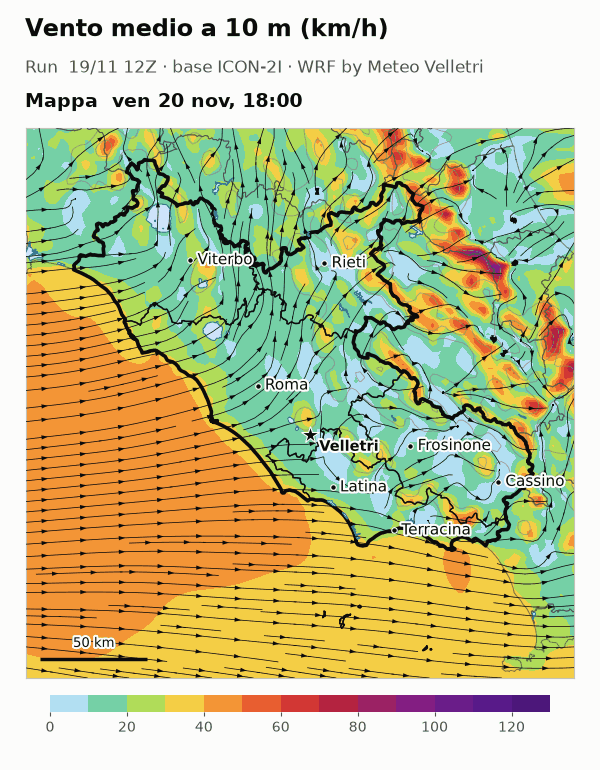 Vento medio a 10 m (km/h)
Run  19/11 12Z · base ICON-2I · WRF by Meteo Velletri
Mappa  ven 20 nov, 18:00
Viterbo
Rieti
Roma
Velletri
Frosinone
Latina
Cassino
Terracina
50 km
0 20 40 60 80 100 120